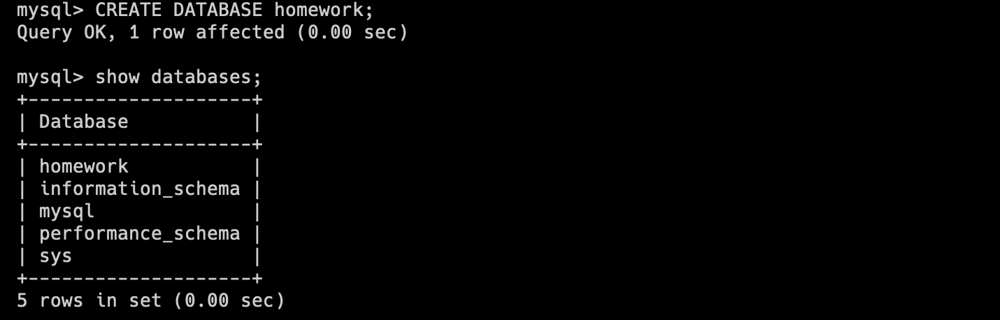 mysql> CREATE DATABASE homework;
Query OK, 1 row affected (0.00 sec)
mysql> show databases;
+--------------------+
| Database           |
+--------------------+
| homework           |
| information_schema |
| mysql              |
| performance_schema |
| sys                |
+--------------------+
5 rows in set (0.00 sec)